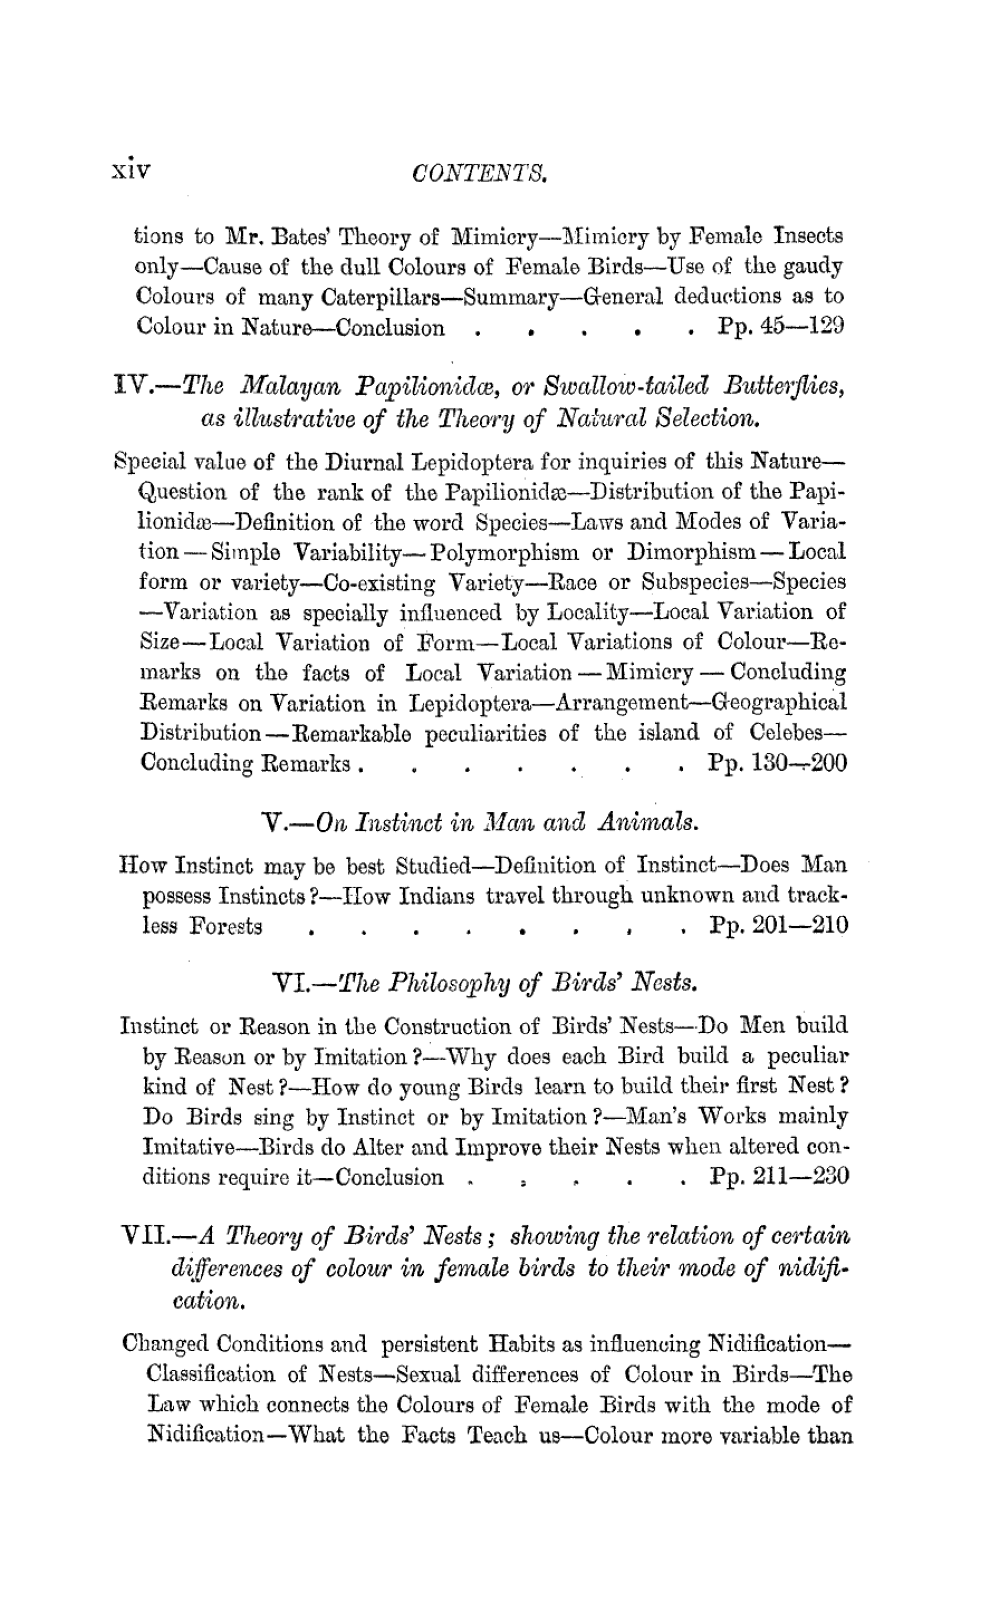 xiv CONTENTS.
tions to Mr. Bates' Theory of Mimicry—Mimicry by Female Insects
only—Cause of the dull Colours of Female Birds—Use of the gaudy
Colours of many Caterpillars—Summary—General deductions as to
Colour in Nature—Conclusion . . . . . Pp. 45—129
IV.—The Malayan Papilionidæ, or Swallow-tailed Butterflies,
as illustrative of the Theory of Natural Selection.
Special value of the Diurnal Lepidoptera for inquiries of this Nature—
Question of the rank of the Papilionidæ—Distribution of the Papi-
lionidæ—Definition of the word Species—Laws and Modes of Varia-
tion—Simple Variability—Polymorphism or Dimorphism—Local
form or variety—Co-existing Variety—Race or Subspecies—Species
—Variation as specially influenced by Locality—Local Variation of
Size—Local Variation of Form—Local Variations of Colour—Re-
marks on the facts of Local Variation—Mimicry—Concluding
Remarks on Variation in Lepidoptera—Arrangement—Geographical
Distribution—Remarkable peculiarities of the island of Celebes—
Concluding Remarks . . . . . . . Pp. 130—200
V.—On Instinct in Man and Animals.
How Instinct may be best Studied—Definition of Instinct—Does Man
possess Instincts?—How Indians travel through unknown and track-
less Forests . . . . . . . . Pp. 201—210
VI.—The Philosophy of Birds' Nests.
Instinct or Reason in the Construction of Birds' Nests—Do Men build
by Reason or by Imitation?—Why does each Bird build a peculiar
kind of Nest?—How do young Birds learn to build their first Nest?
Do Birds sing by Instinct or by Imitation?—Man's Works mainly
Imitative—Birds do Alter and Improve their Nests when altered con-
ditions require it—Conclusion . . . . . Pp. 211—230
VII.—A Theory of Birds' Nests; showing the relation of certain
differences of colour in female birds to their mode of nidifi-
cation.
Changed Conditions and persistent Habits as influencing Nidification—
Classification of Nests—Sexual differences of Colour in Birds—The
Law which connects the Colours of Female Birds with the mode of
Nidification—What the Facts Teach us—Colour more variable than